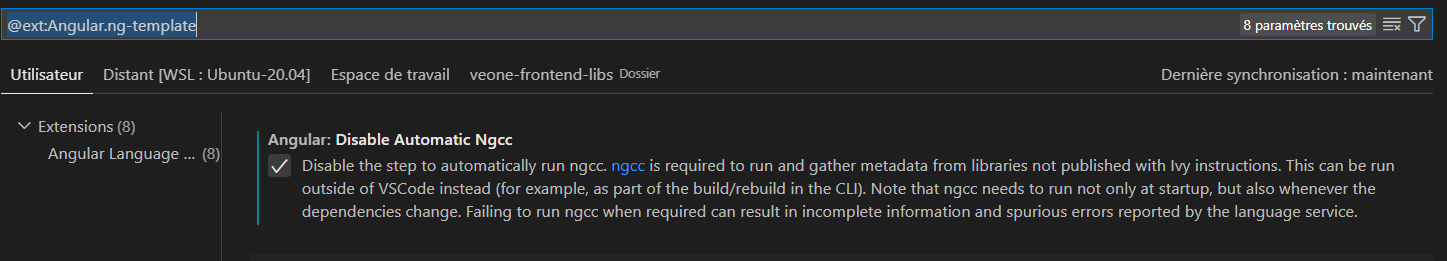 @ext:Angular.ng-template
8 paramètres trouvés
Utilisateur Distant [WSL : Ubuntu-20.04] Espace de travail veone-frontend-libs Dossier Dernière synchronisation : maintenant
Extensions (8)
Angular Language ... (8)
Angular: Disable Automatic Ngcc
Disable the step to automatically run ngcc. ngcc is required to run and gather metadata from libraries not published with Ivy instructions. This can be run
outside of VSCode instead (for example, as part of the build/rebuild in the CLI). Note that ngcc needs to run not only at startup, but also whenever the
dependencies change. Failing to run ngcc when required can result in incomplete information and spurious errors reported by the language service.